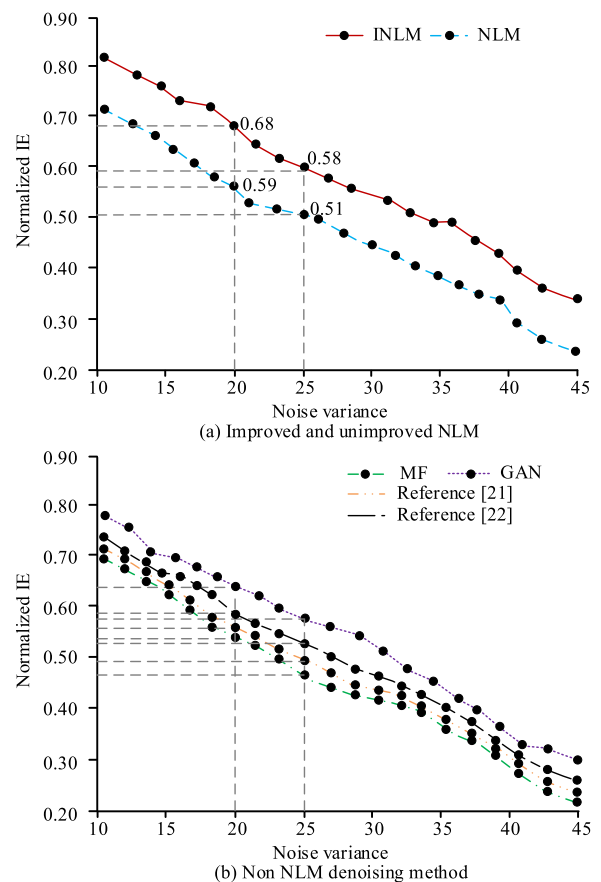 0.90
INLM NLM
0.80
0.70
0.68
0.60
0.58
0.59
0.51
0.50
0.40
0.30
0.20
Normalized IE
10 15 20 25 30 35 40 45
Noise variance
(a) Improved and unimproved NLM
0.90
MF GAN
Reference [21]
Reference [22]
0.80
0.70
0.60
0.50
0.40
0.30
0.20
Normalized IE
10 15 20 25 30 35 40 45
Noise variance
(b) Non NLM denoising method